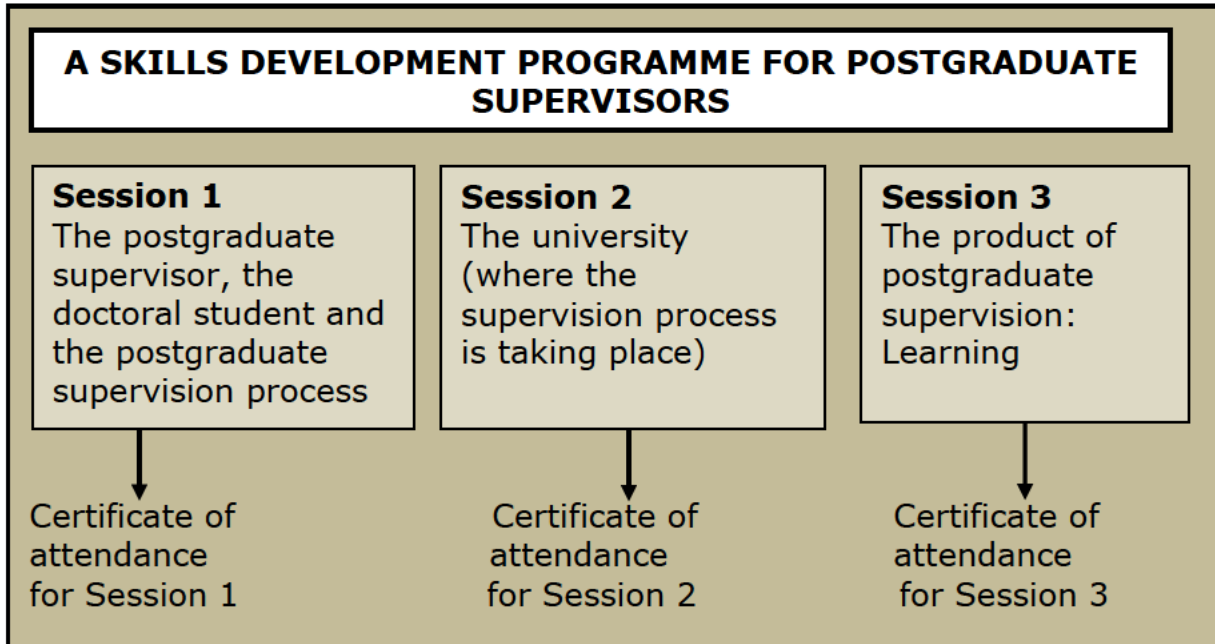 A SKILLS DEVELOPMENT PROGRAMME FOR POSTGRADUATE
SUPERVISORS
Session 1
The postgraduate
supervisor, the
doctoral student and
the postgraduate
supervision process
Session 2
The university
(where the
supervision process
is taking place)
Session 3
The product of
postgraduate
supervision:
Learning
Certificate of
attendance
for Session 1
Certificate of
attendance
for Session 2
Certificate of
attendance
for Session 3